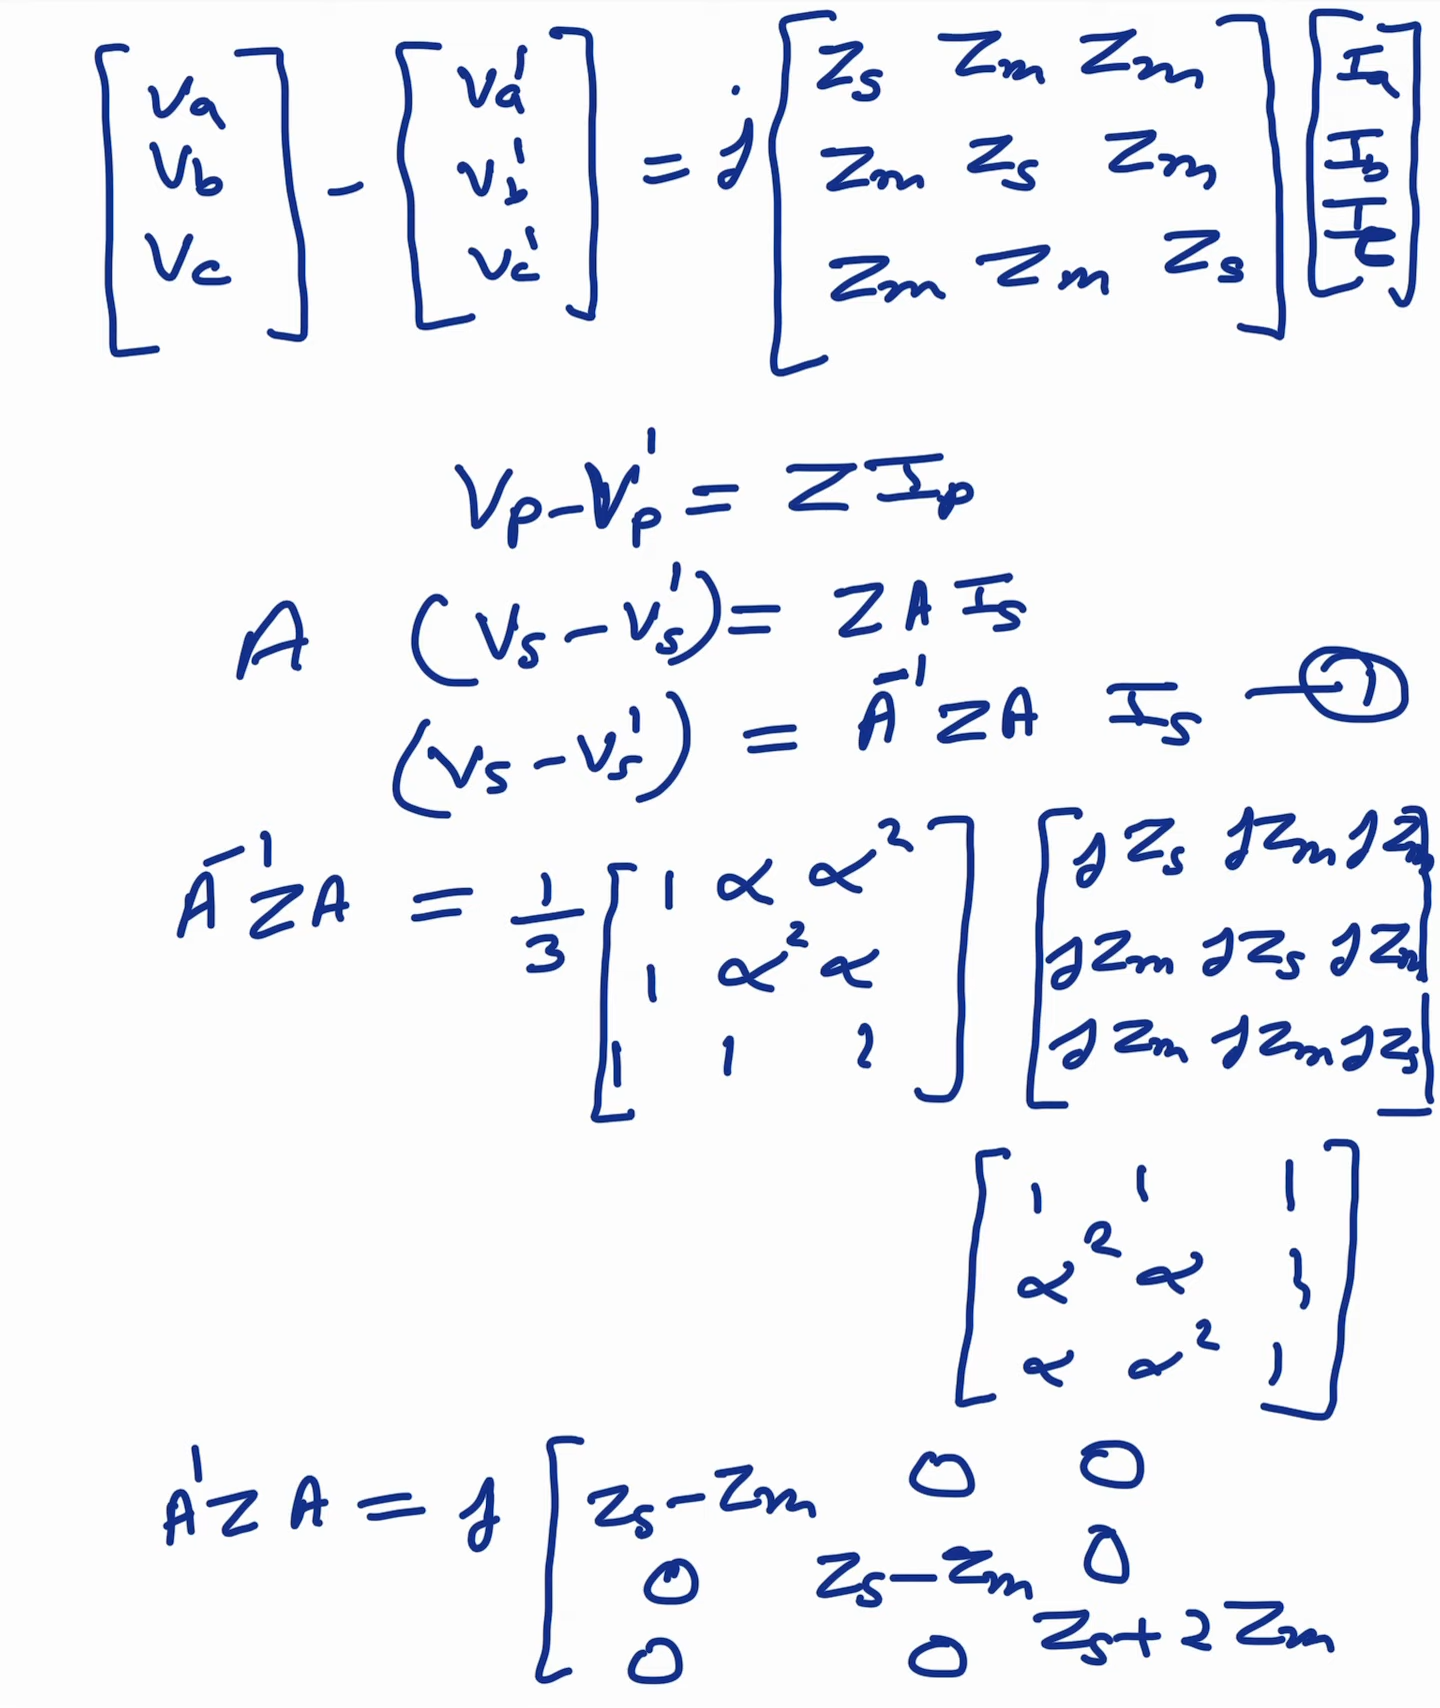 [Va Vb Vc] - [Va' Vb' Vc'] = j [Zs Zm Zm; Zm Zs Zm; Zm Zm Zs] [Ia Ib Ic]
Vp - Vp' = Z Ip
A (Vs - Vs') = Z A Is
(Vs - Vs') = A⁻¹ZA Is — ①
A⁻¹ZA = 1/3 [1 α α²; 1 α² α; 1 1 1] [jZs jZm jZm; jZm jZs jZm; jZm jZm jZs]
[1 1 1; α² α 1; α α² 1]
A¹ZA = j [Zs-Zm 0 0; 0 Zs-Zm 0; 0 0 Zs+2Zm